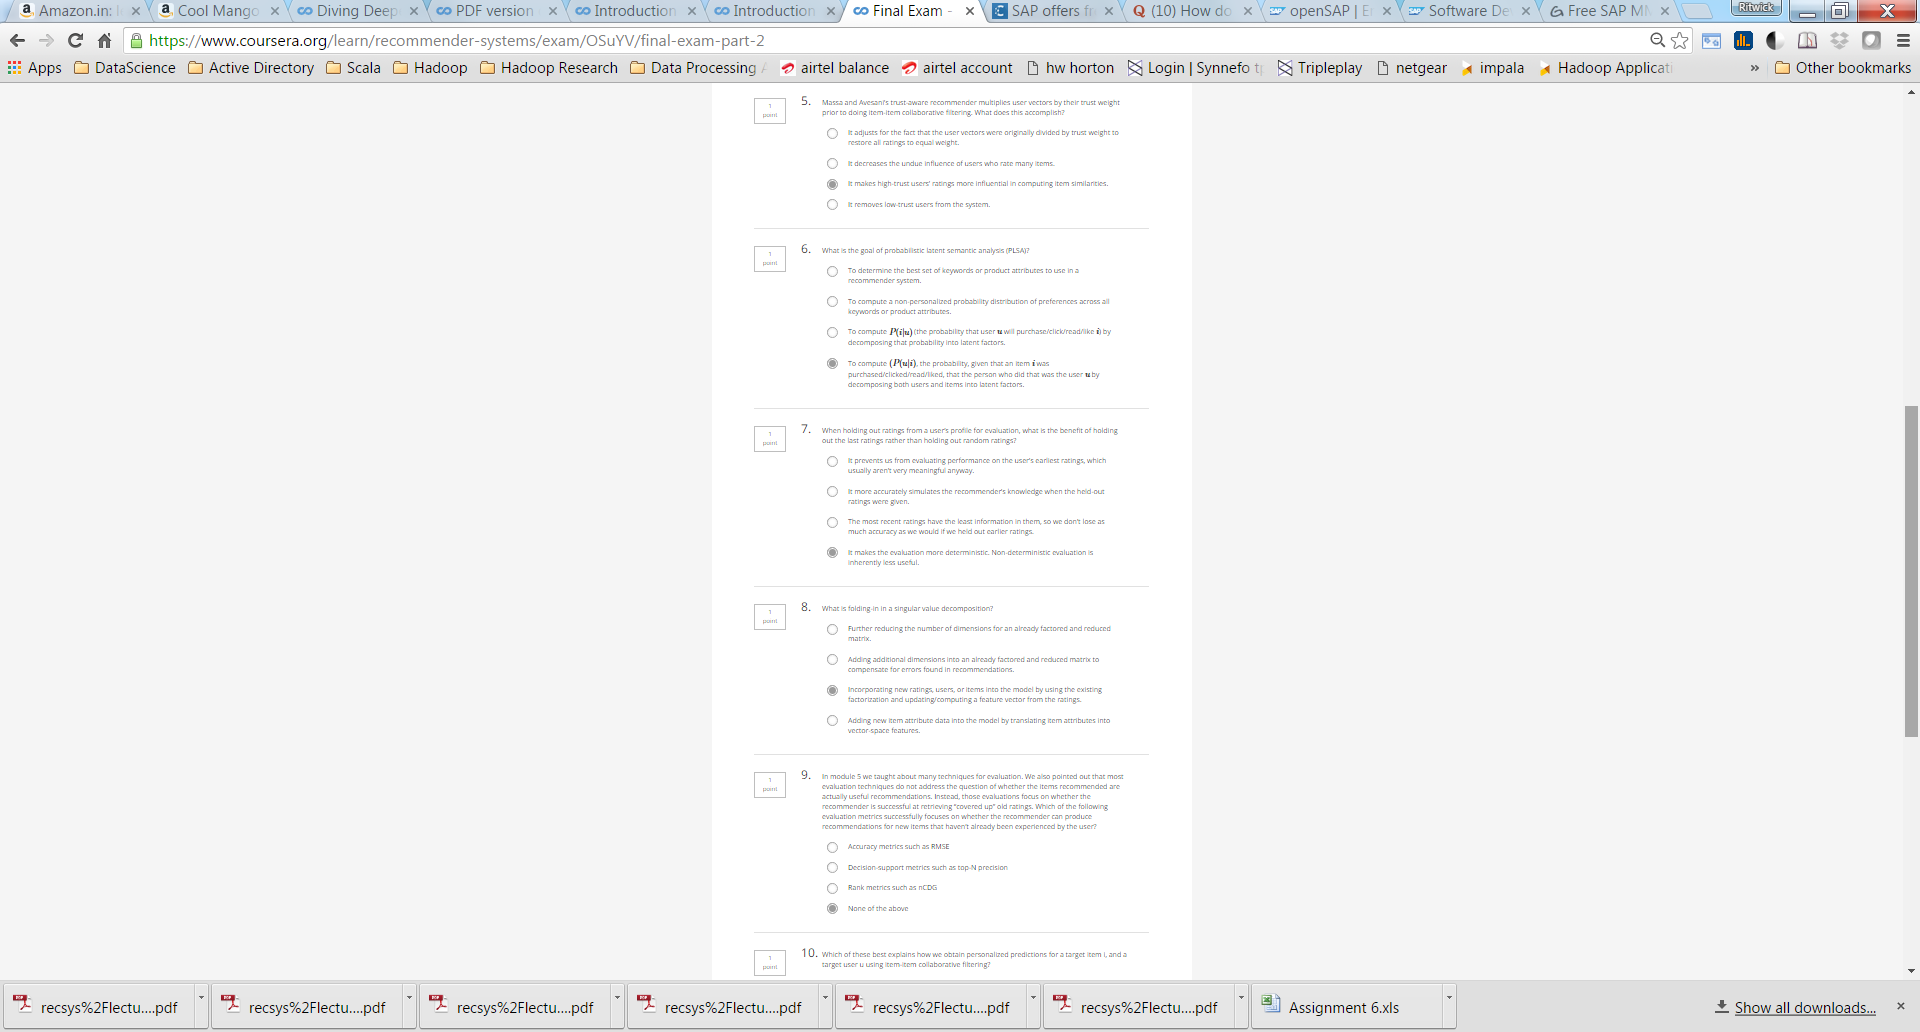 Amazon.in:
Cool Mango
Diving Deep
PDF version
Introduction
Introduction
Final Exam -
SAP offers fr
(10) How do
openSAP | E
Software De
Free SAP MM
Ritwick
https://www.coursera.org/learn/recommender-systems/exam/OSuYV/final-exam-part-2
Apps DataScience Active Directory Scala Hadoop Hadoop Research Data Processing airtel balance airtel account hw horton Login | Synnefo Tripleplay netgear impala Hadoop Applicati » Other bookmarks
1
point
5. Massa and Avesani's trust-aware recommender multiplies user vectors by their trust weight
prior to doing item-item collaborative filtering. What does this accomplish?
It adjusts for the fact that the user vectors were originally divided by trust weight to
restore all ratings to equal weight.
It decreases the undue influence of users who rate many items.
It makes high-trust users' ratings more influential in computing item similarities.
It removes low-trust users from the system.
1
point
6. What is the goal of probabilistic latent semantic analysis (PLSA)?
To determine the best set of keywords or product attributes to use in a
recommender system.
To compute a non-personalized probability distribution of preferences across all
keywords or product attributes.
To compute P(i|u) (the probability that user u will purchase/click/read/like i) by
decomposing that probability into latent factors.
To compute (P(u|i), the probability, given that an item i was
purchased/clicked/read/liked, that the person who did that was the user u by
decomposing both users and items into latent factors.
1
point
7. When holding out ratings from a user's profile for evaluation, what is the benefit of holding
out the last ratings rather than holding out random ratings?
It prevents us from evaluating performance on the user's earliest ratings, which
usually aren't very meaningful anyway.
It more accurately simulates the recommender's knowledge when the held-out
ratings were given.
The most recent ratings have the least information in them, so we don't lose as
much accuracy as we would if we held out earlier ratings.
It makes the evaluation more deterministic. Non-deterministic evaluation is
inherently less useful.
1
point
8. What is folding-in in a singular value decomposition?
Further reducing the number of dimensions for an already factored and reduced
matrix.
Adding additional dimensions into an already factored and reduced matrix to
compensate for errors found in recommendations.
Incorporating new ratings, users, or items into the model by using the existing
factorization and updating/computing a feature vector from the ratings.
Adding new item attribute data into the model by translating item attributes into
vector-space features.
1
point
9. In module 5 we taught about many techniques for evaluation. We also pointed out that most
evaluation techniques do not address the question of whether the items recommended are
actually useful recommendations. Instead, those evaluations focus on whether the
recommender is successful at retrieving "covered up" old ratings. Which of the following
evaluation metrics successfully focuses on whether the recommender can produce
recommendations for new items that haven't already been experienced by the user?
Accuracy metrics such as RMSE
Decision-support metrics such as top-N precision
Rank metrics such as nCDG
None of the above
1
point
10. Which of these best explains how we obtain personalized predictions for a target item i, and a
target user u using item-item collaborative filtering?
recsys%2Flectu....pdf
recsys%2Flectu....pdf
recsys%2Flectu....pdf
recsys%2Flectu....pdf
recsys%2Flectu....pdf
recsys%2Flectu....pdf
Assignment 6.xls
Show all downloads...